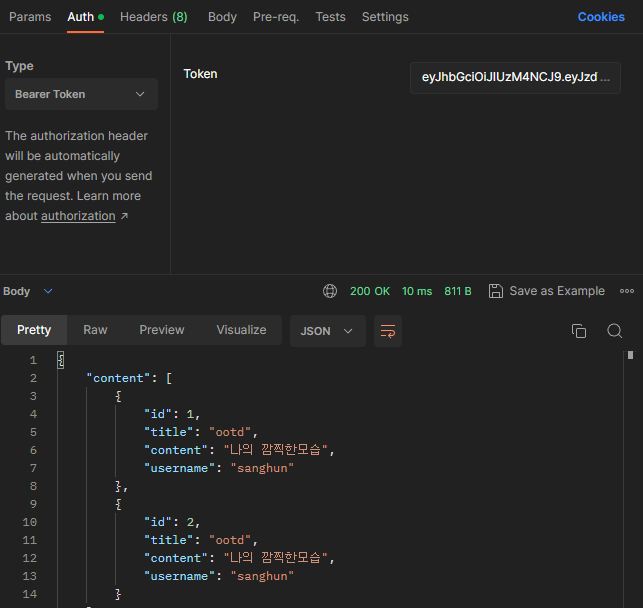 Params Auth Headers (8) Body Pre-req. Tests Settings Cookies
Type
Bearer Token
The authorization header
will be automatically
generated when you send
the request. Learn more
about authorization ↗
Token
eyJhbGciOiJIUzM4NCJ9.eyJzd ...
Body 200 OK 10 ms 811 B Save as Example
Pretty Raw Preview Visualize JSON
1 {
2 "content": [
3 {
4 "id": 1,
5 "title": "ootd",
6 "content": "나의 깜찍한모습",
7 "username": "sanghun"
8 },
9 {
10 "id": 2,
11 "title": "ootd",
12 "content": "나의 깜찍한모습",
13 "username": "sanghun"
14 }